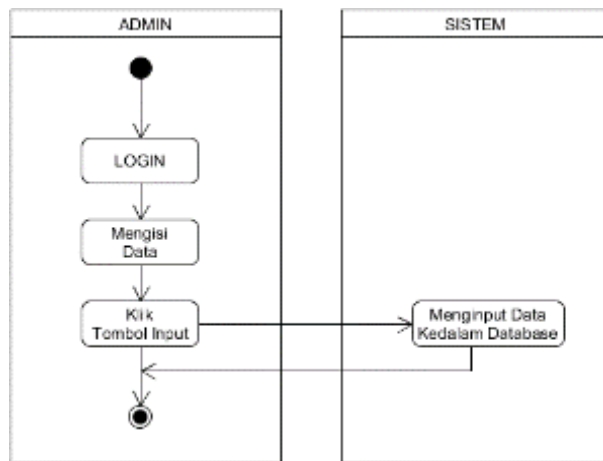 ADMIN
SISTEM
LOGIN
Mengisi
Data
Klik
Tombol Input
Menginput Data
Kedalam Database